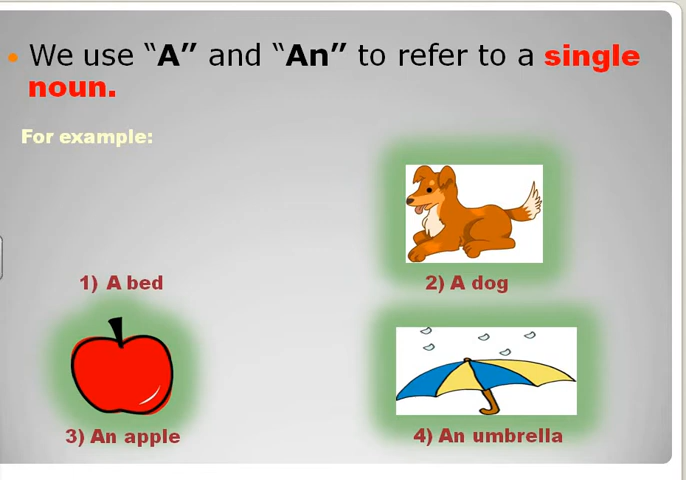 • We use “A” and “An” to refer to a single
noun.
For example:
1) A bed
2) A dog
3) An apple
4) An umbrella